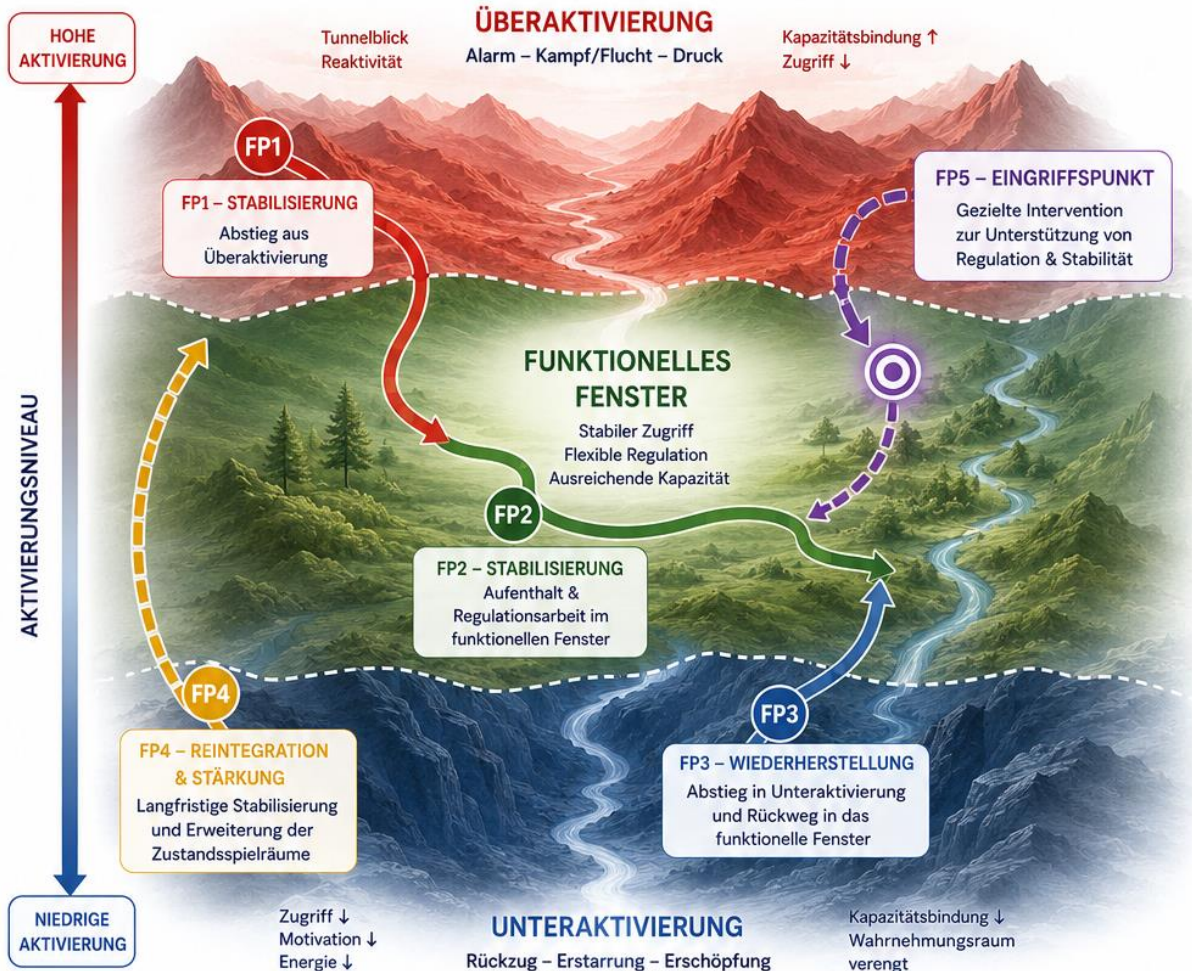 ÜBERAKTIVIERUNG
Alarm – Kampf/Flucht – Druck
HOHE
AKTIVIERUNG
Tunnelblick
Reaktivität
Kapazitätsbindung ↑
Zugriff ↓
FP1
FP1 – STABILISIERUNG
Abstieg aus
Überaktivierung
FP5 – EINGRIFFSPUNKT
Gezielte Intervention
zur Unterstützung von
Regulation & Stabilität
FUNKTIONELLES
FENSTER
Stabiler Zugriff
Flexible Regulation
Ausreichende Kapazität
AKTIVIERUNGSNIVEAU
FP2
FP2 – STABILISIERUNG
Aufenthalt &
Regulationsarbeit im
funktionellen Fenster
FP4
FP4 – REINTEGRATION
& STÄRKUNG
Langfristige Stabilisierung
und Erweiterung der
Zustandsspielräume
FP3
FP3 – WIEDERHERSTELLUNG
Abstieg in Unteraktivierung
und Rückweg in das
funktionelle Fenster
NIEDRIGE
AKTIVIERUNG
Zugriff ↓
Motivation ↓
Energie ↓
UNTERAKTIVIERUNG
Rückzug – Erstarrung – Erschöpfung
Kapazitätsbindung ↓
Wahrnehmungsraum
verengt